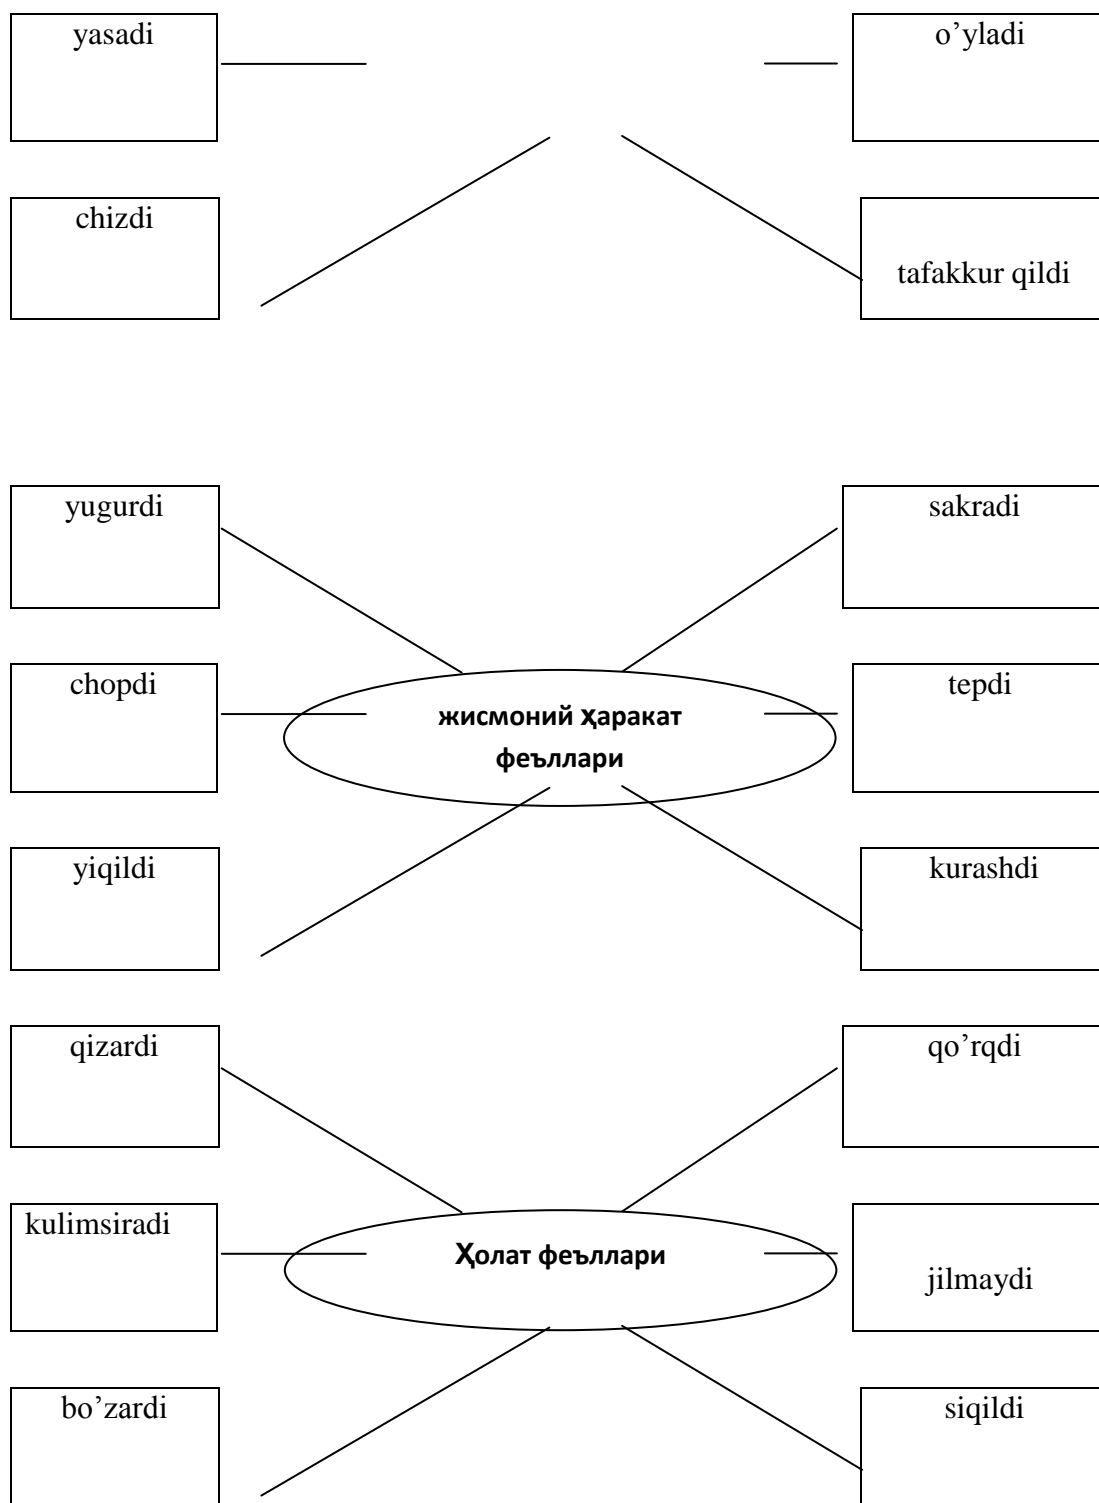 yasadi
o’yladi
chizdi
tafakkur qildi
yugurdi
sakradi
chopdi
жисмоний ҳаракат
феъллари
tepdi
yiqildi
kurashdi
qizardi
qo’rqdi
kulimsiradi
Ҳолат феъллари
jilmaydi
bo’zardi
siqildi